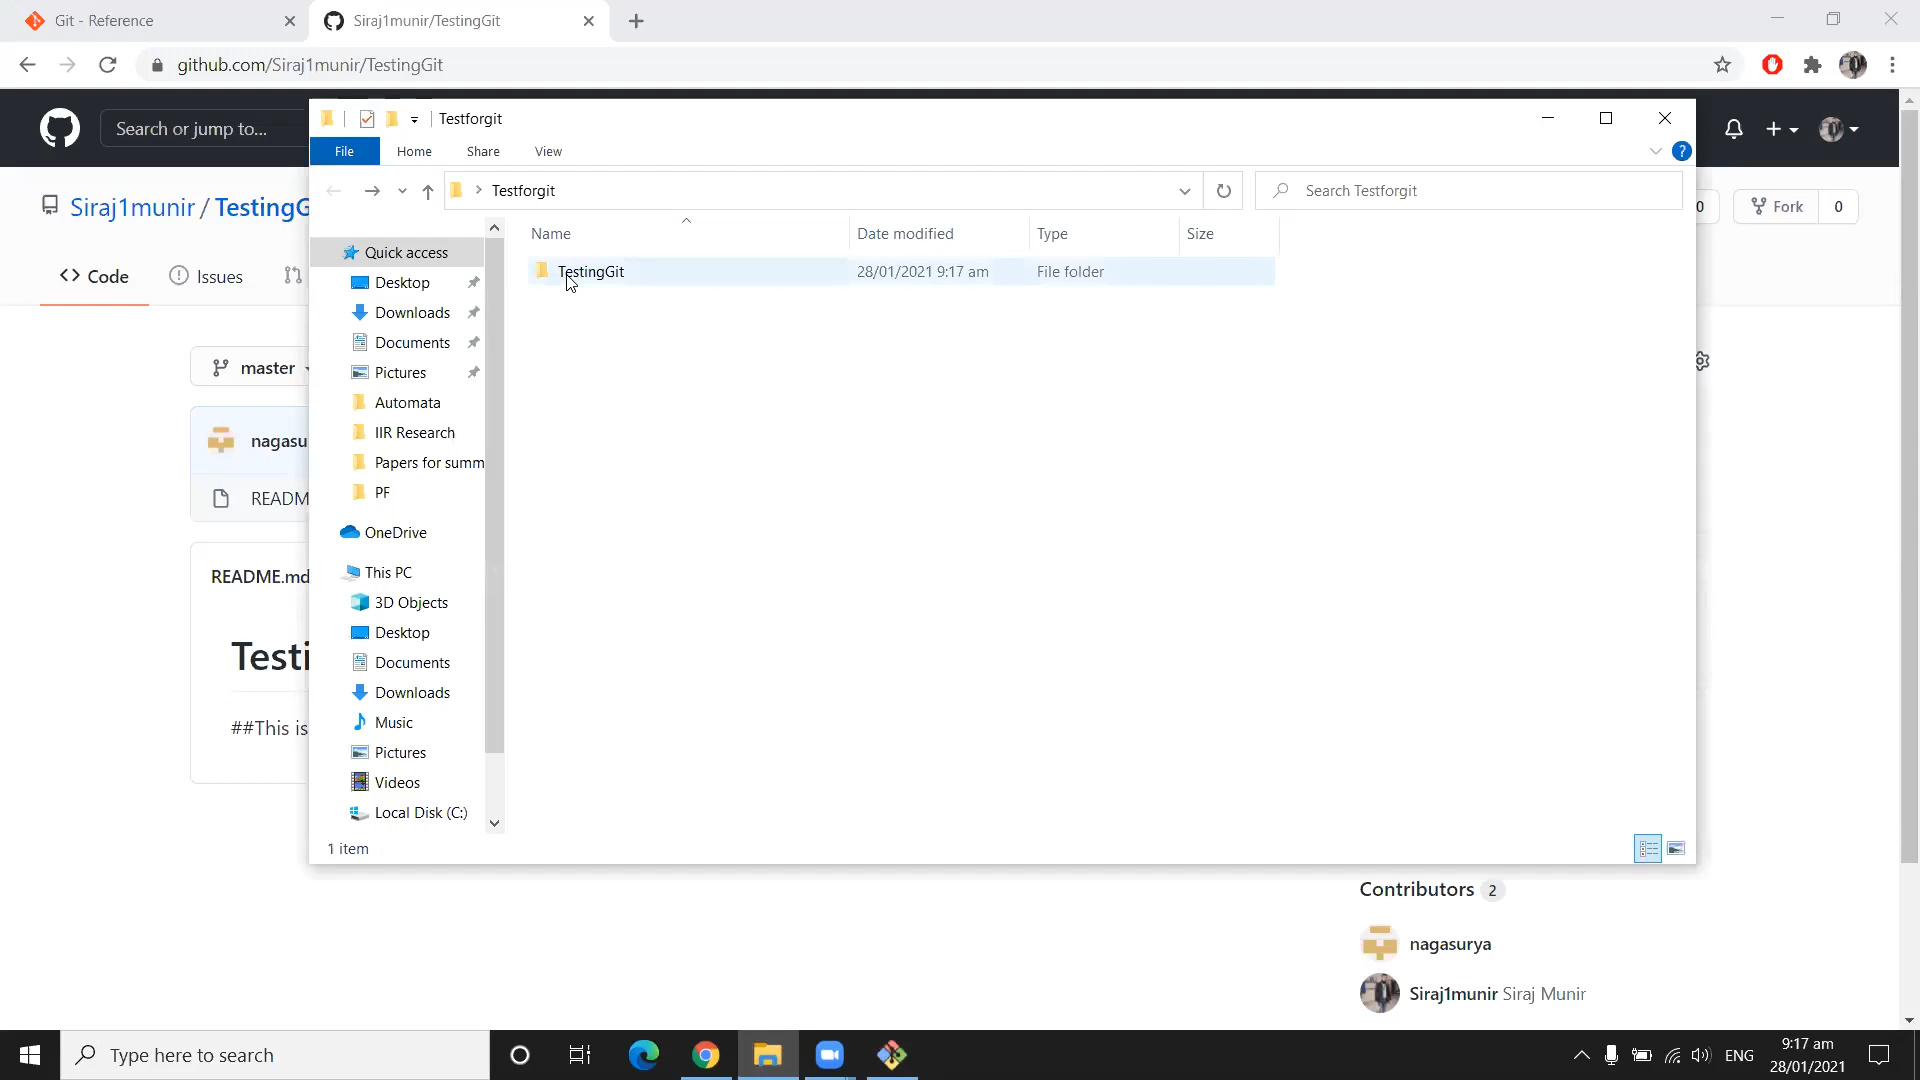 Git - Reference
Siraj1munir/TestingGit
github.com/Siraj1munir/TestingGit
Search or jump to...
Testforgit
File
Home
Share
View
Testforgit
Search Testforgit
Siraj1munir / TestingG
0
Fork
0
Name
Date modified
Type
Size
TestingGit
28/01/2021 9:17 am
File folder
Code
Issues
Quick access
Desktop
Downloads
Documents
Pictures
Automata
IIR Research
Papers for summ
PF
OneDrive
This PC
3D Objects
Desktop
Documents
Downloads
Music
Pictures
Videos
Local Disk (C:)
1 item
master
nagasu
READM
README.md
Testi
##This is
Contributors 2
nagasurya
Siraj1munir Siraj Munir
Type here to search
ENG
9:17 am
28/01/2021